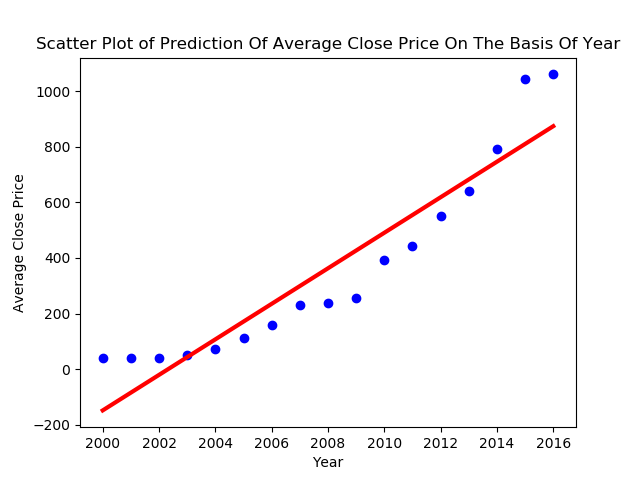 Scatter Plot of Prediction Of Average Close Price On The Basis Of Year
1000
800
600
400
200
0
−200
Average Close Price
2000 2002 2004 2006 2008 2010 2012 2014 2016
Year